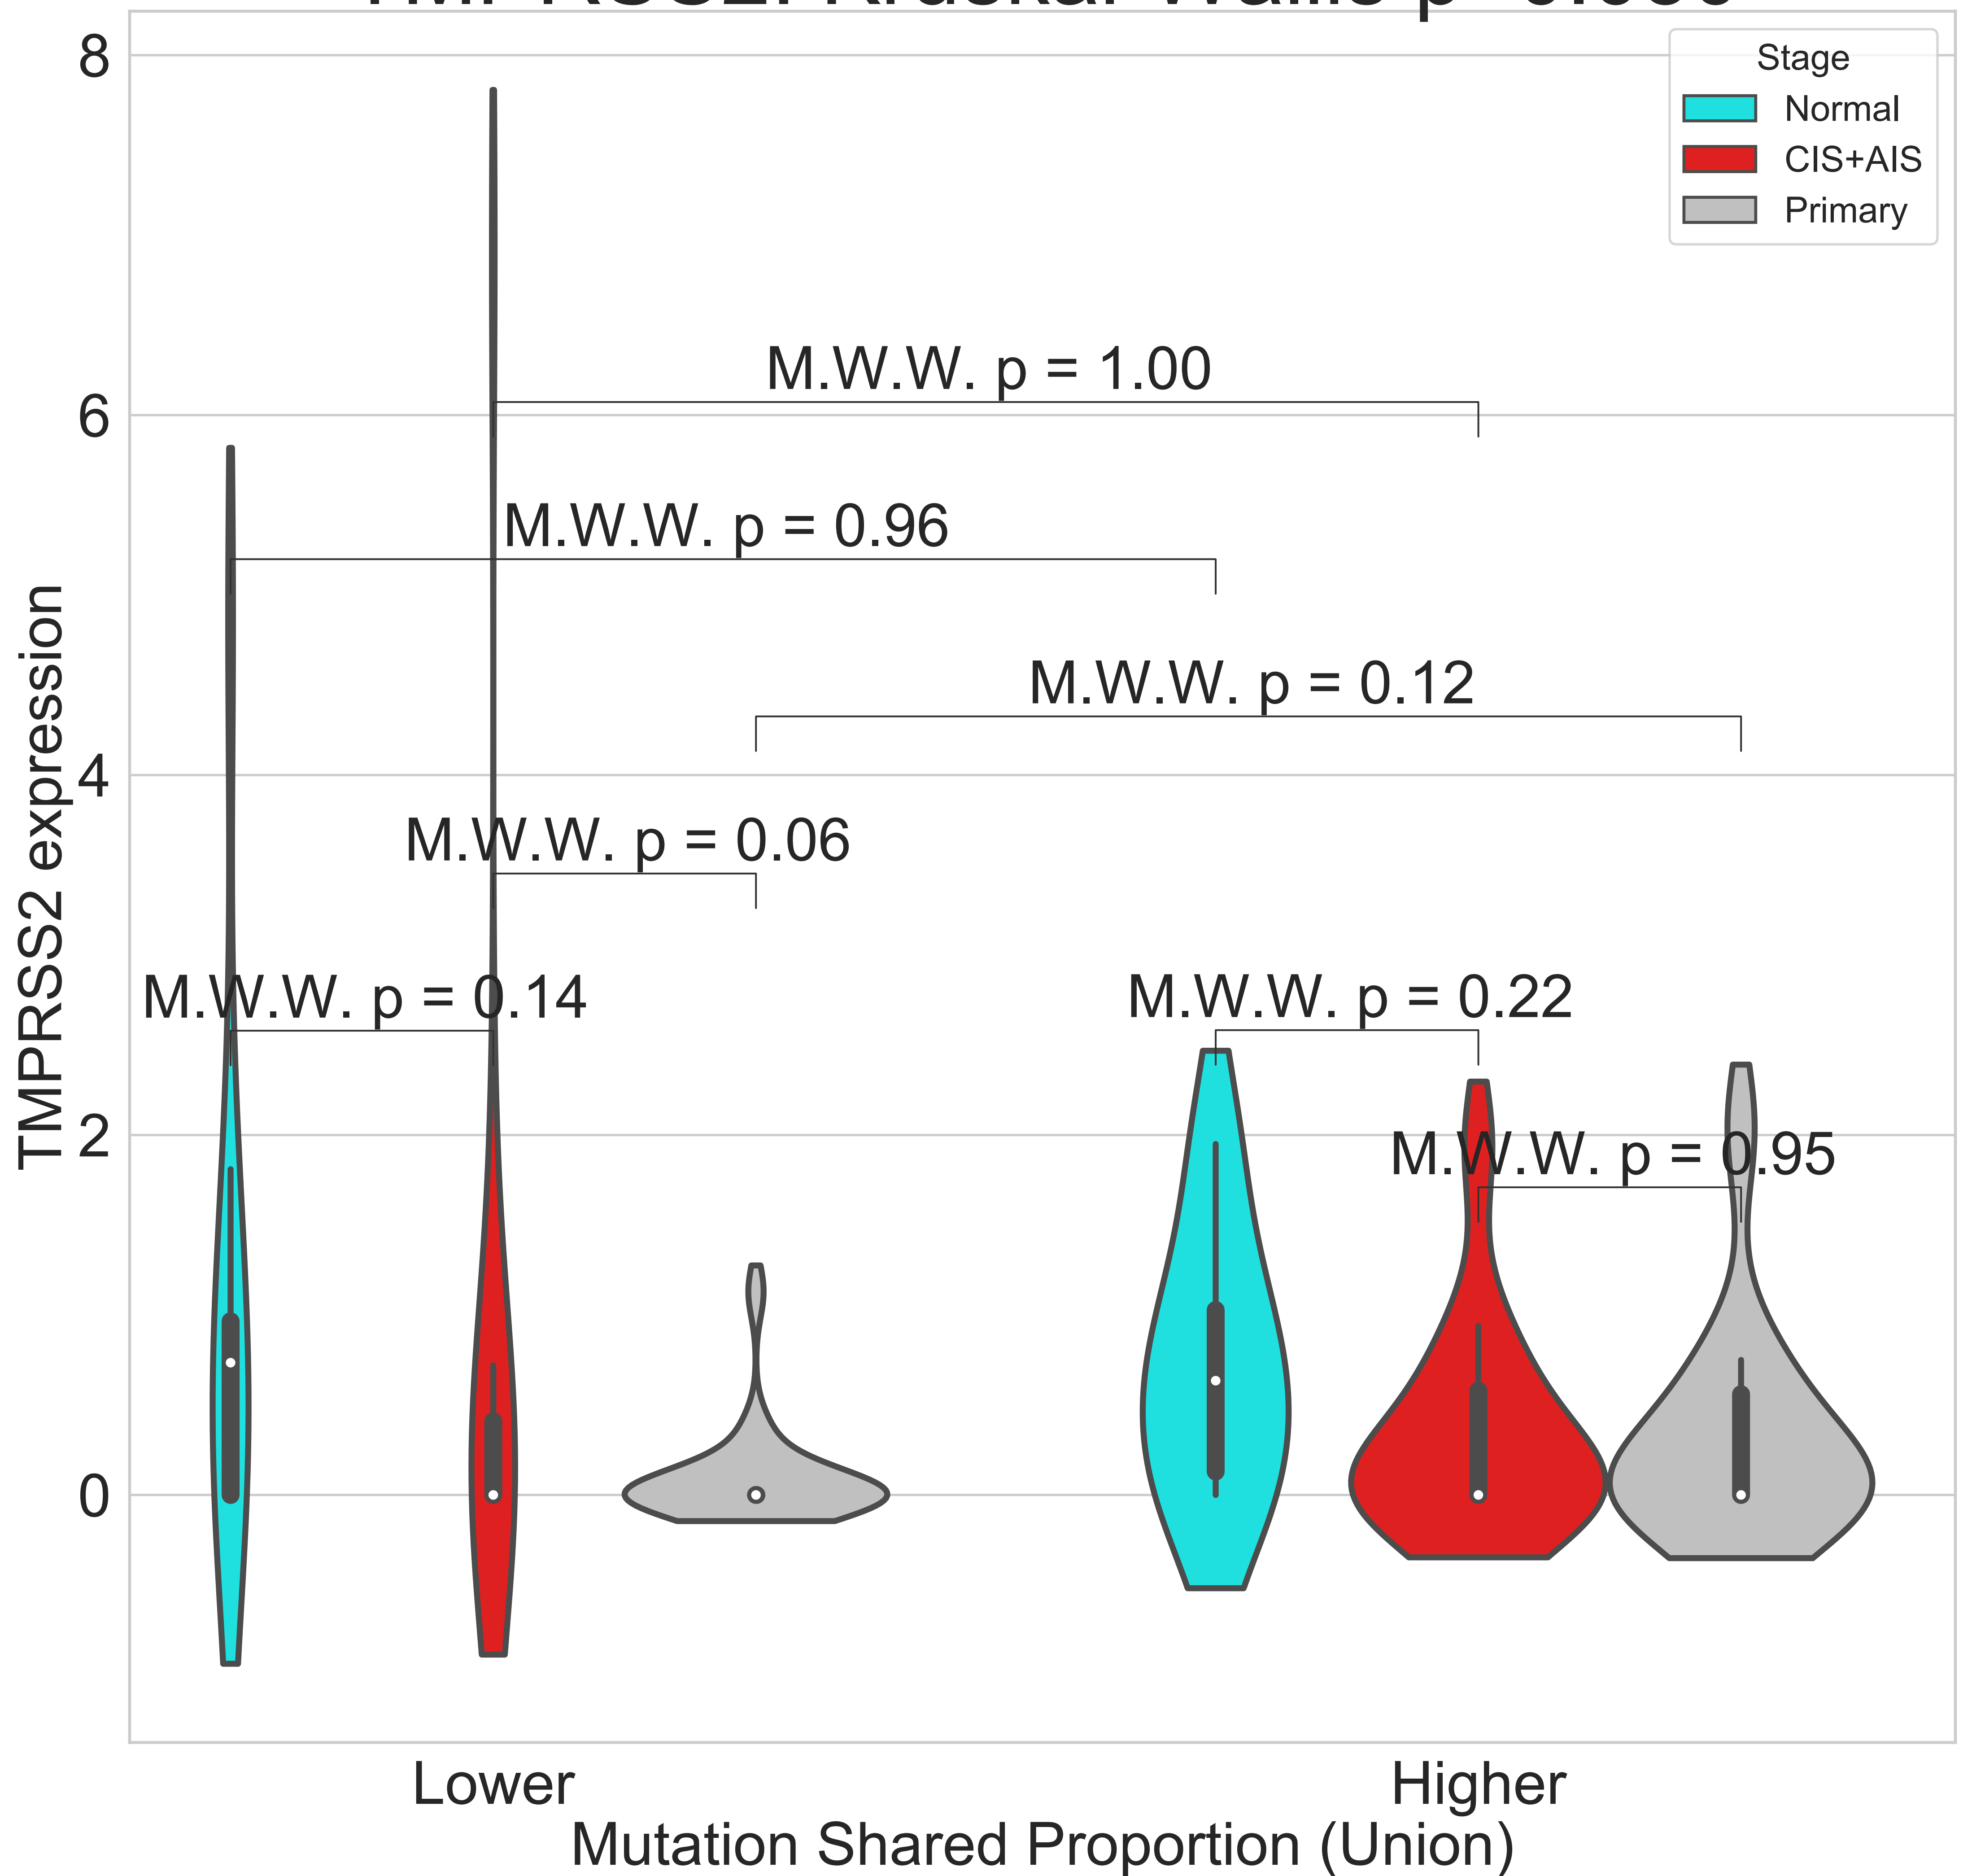 Stage
Normal
CIS+AIS
Primary
8
6
4
2
0
TMPRSS2 expression
M.W.W. p = 1.00
M.W.W. p = 0.96
M.W.W. p = 0.12
M.W.W. p = 0.06
M.W.W. p = 0.14
M.W.W. p = 0.22
M.W.W. p = 0.95
Lower
Higher
Mutation Shared Proportion (Union)